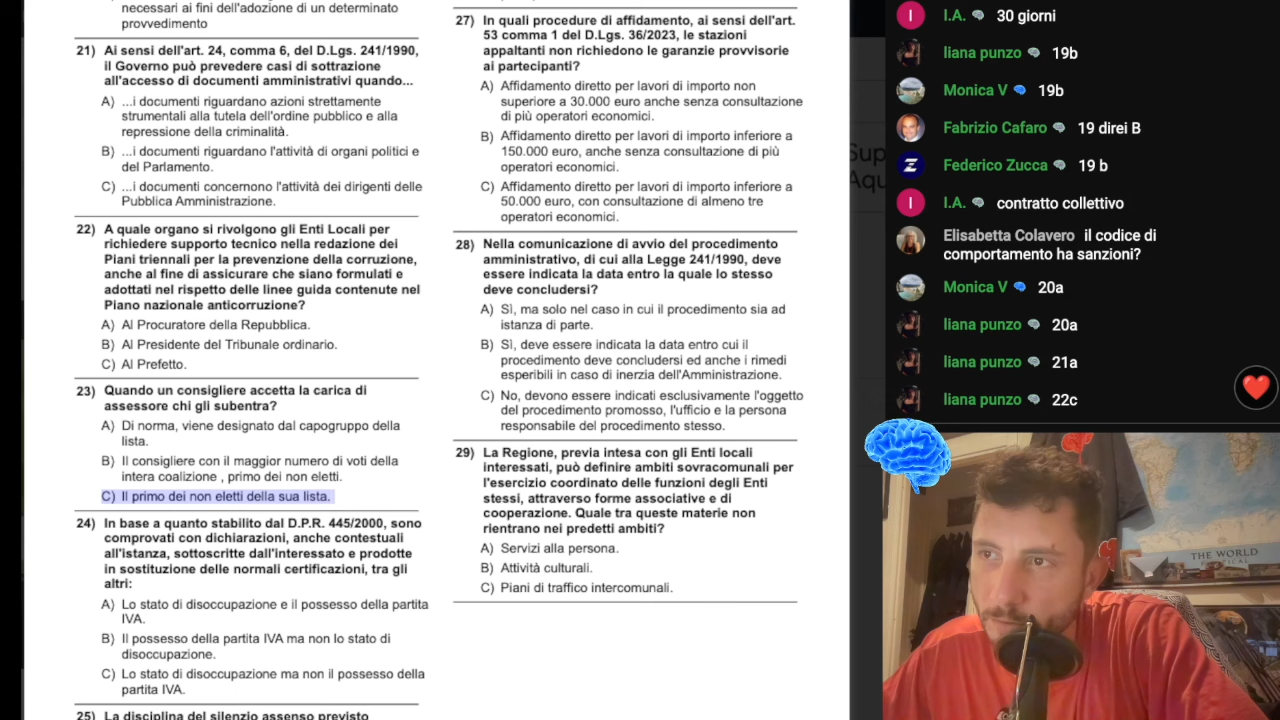 necessari ai fini dell'adozione di un determinato
provvedimento
21) Ai sensi dell'art. 24, comma 6, del D.Lgs. 241/1990,
il Governo può prevedere casi di sottrazione
all'accesso di documenti amministrativi quando...
A) ...i documenti riguardano azioni strettamente
strumentali alla tutela dell'ordine pubblico e alla
repressione della criminalità.
B) ...i documenti riguardano l'attività di organi politici e
del Parlamento.
C) ...i documenti concernono l'attività dei dirigenti delle
Pubblica Amministrazione.
22) A quale organo si rivolgono gli Enti Locali per
richiedere supporto tecnico nella redazione dei
Piani triennali per la prevenzione della corruzione,
anche al fine di assicurare che siano formulati e
adottati nel rispetto delle linee guida contenute nel
Piano nazionale anticorruzione?
A) Al Procuratore della Repubblica.
B) Al Presidente del Tribunale ordinario.
C) Al Prefetto.
23) Quando un consigliere accetta la carica di
assessore chi gli subentra?
A) Di norma, viene designato dal capogruppo della
lista.
B) Il consigliere con il maggior numero di voti della
intera coalizione , primo dei non eletti.
C) Il primo dei non eletti della sua lista.
24) In base a quanto stabilito dal D.P.R. 445/2000, sono
comprovati con dichiarazioni, anche contestuali
all'istanza, sottoscritte dall'interessato e prodotte
in sostituzione delle normali certificazioni, tra gli
altri:
A) Lo stato di disoccupazione e il possesso della partita
IVA.
B) Il possesso della partita IVA ma non lo stato di
disoccupazione.
C) Lo stato di disoccupazione ma non il possesso della
partita IVA.
25) La disciplina del silenzio assenso previsto
27) In quali procedure di affidamento, ai sensi dell'art.
53 comma 1 del D.Lgs. 36/2023, le stazioni
appaltanti non richiedono le garanzie provvisorie
ai partecipanti?
A) Affidamento diretto per lavori di importo non
superiore a 30.000 euro anche senza consultazione
di più operatori economici.
B) Affidamento diretto per lavori di importo inferiore a
150.000 euro, anche senza consultazione di più
operatori economici.
C) Affidamento diretto per lavori di importo inferiore a
50.000 euro, con consultazione di almeno tre
operatori economici.
28) Nella comunicazione di avvio del procedimento
amministrativo, di cui alla Legge 241/1990, deve
essere indicata la data entro la quale lo stesso
deve concludersi?
A) Sì, ma solo nel caso in cui il procedimento sia ad
istanza di parte.
B) Sì, deve essere indicata la data entro cui il
procedimento deve concludersi ed anche i rimedi
esperibili in caso di inerzia dell'Amministrazione.
C) No, devono essere indicati esclusivamente l'oggetto
del procedimento promosso, l'ufficio e la persona
responsabile del procedimento stesso.
29) La Regione, previa intesa con gli Enti locali
interessati, può definire ambiti sovracomunali per
l'esercizio coordinato delle funzioni degli Enti
stessi, attraverso forme associative e di
cooperazione. Quale tra queste materie non
rientrano nei predetti ambiti?
A) Servizi alla persona.
B) Attività culturali.
C) Piani di traffico intercomunali.
Sup
Aqu
I I.A. 30 giorni
liana punzo 19b
Monica V 19b
Fabrizio Cafaro 19 direi B
Federico Zucca 19 b
I I.A. contratto collettivo
Elisabetta Colavero il codice di
comportamento ha sanzioni?
Monica V 20a
liana punzo 20a
liana punzo 21a
liana punzo 22c
THE WORLD